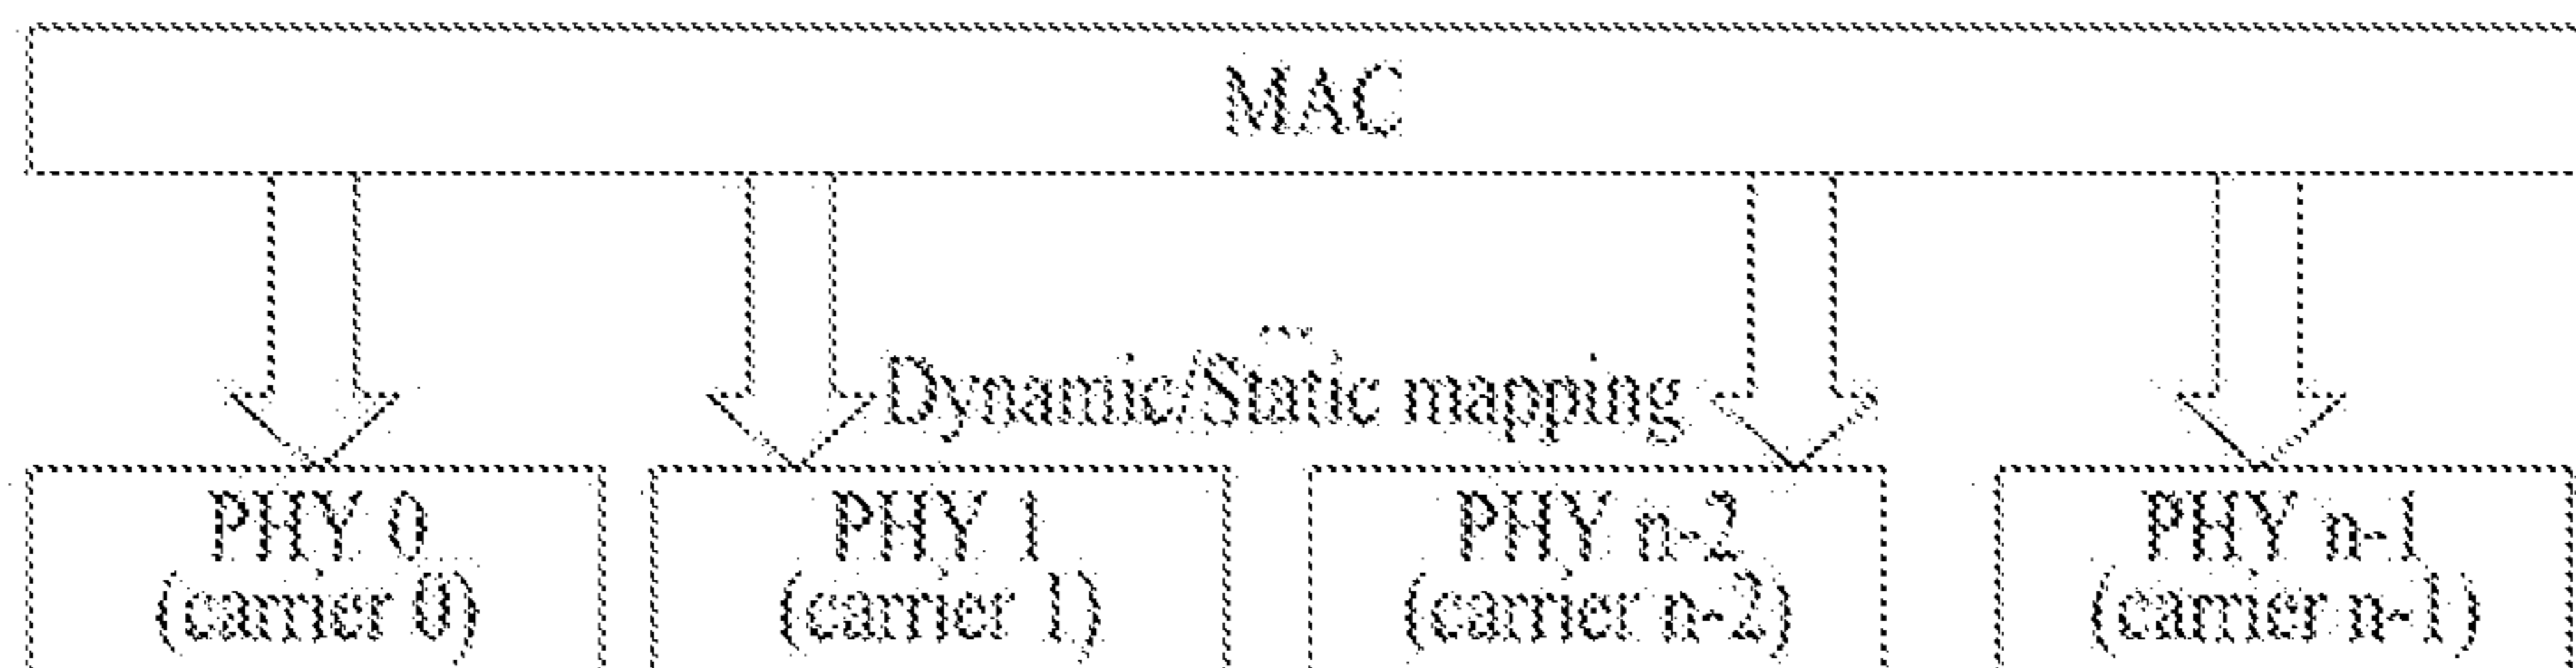 MAC
...
Dynamic/Static mapping
PHY 0
(carrier 0)
PHY 1
(carrier 1)
PHY n-2
(carrier n-2)
PHY n-1
(carrier n-1)